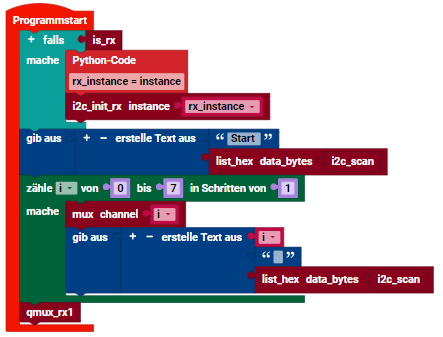 Programmstart
+ falls is_rx
mache Python-Code
rx_instance = instance
i2c_init_rx instance rx_instance
gib aus + − erstelle Text aus “ Start ”
list_hex data_bytes i2c_scan
zähle i von 0 bis 7 in Schritten von 1
mache mux channel i
gib aus + − erstelle Text aus i
“ ”
list_hex data_bytes i2c_scan
qmux_rx1